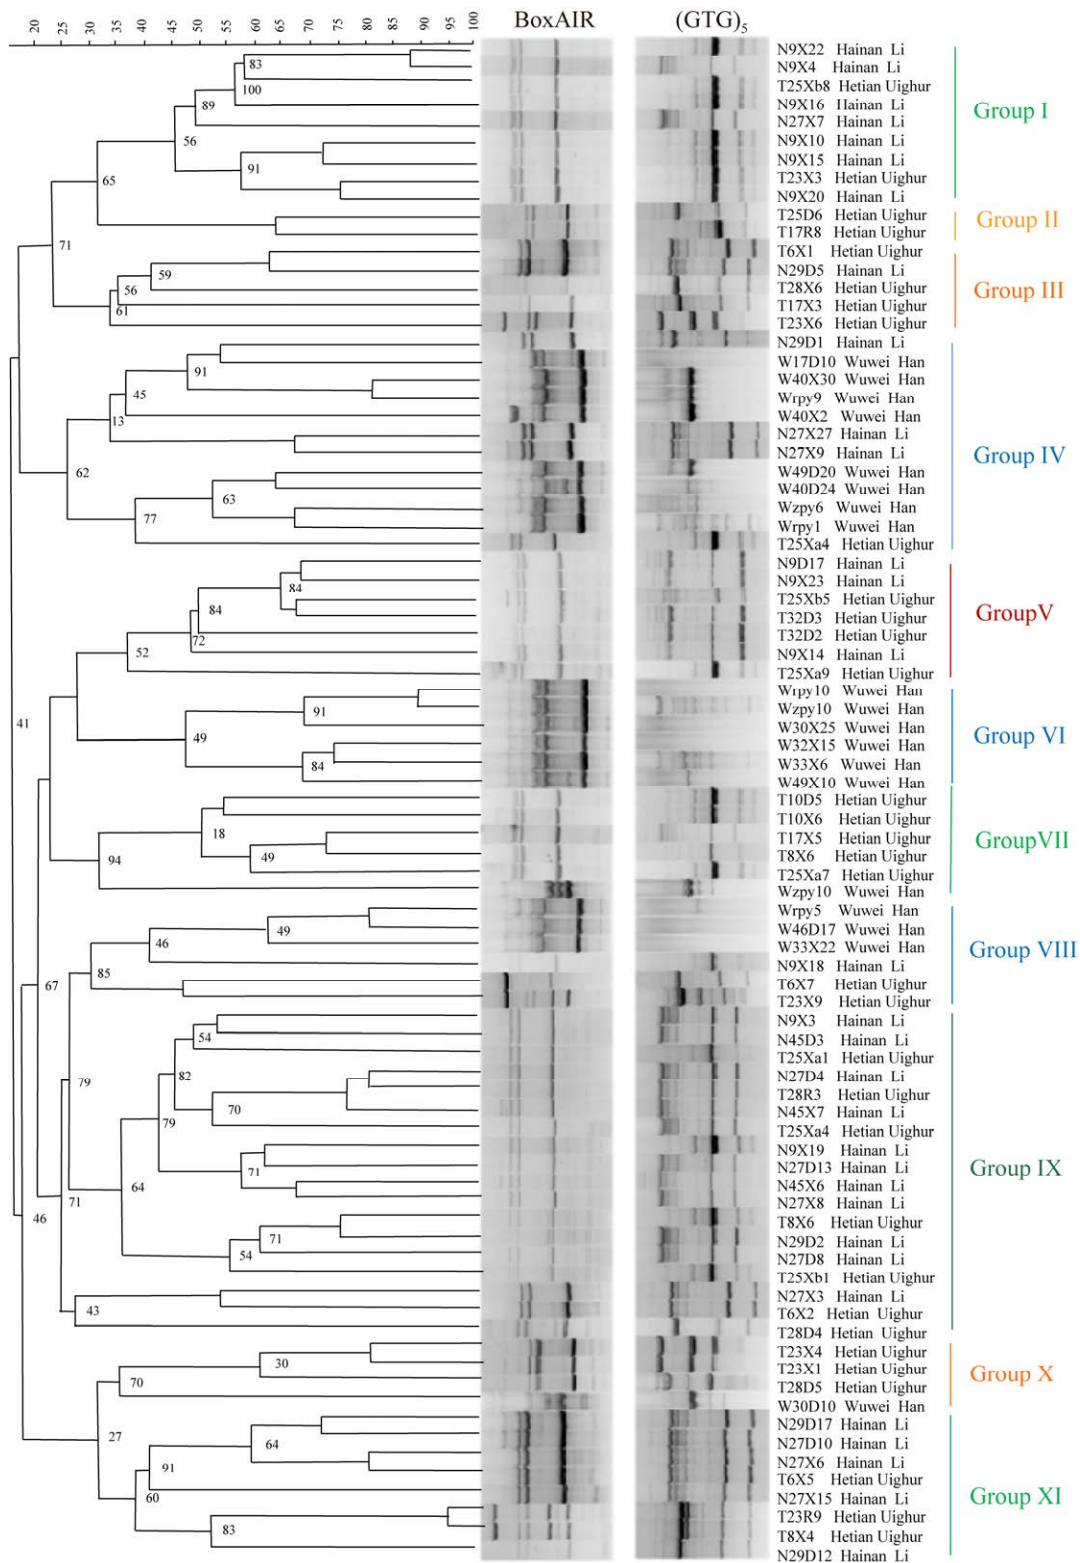 20 25 30 35 40 45 50 55 60 65 70 75 80 85 90 95 100
BoxAIR (GTG)5
N9X22 Hainan Li
N9X4 Hainan Li
T25Xb8 Hetian Uighur
N9X16 Hainan Li
N27X7 Hainan Li
N9X10 Hainan Li
N9X15 Hainan Li
T23X3 Hetian Uighur
N9X20 Hainan Li
Group I
T25D6 Hetian Uighur
T17R8 Hetian Uighur
Group II
T6X1 Hetian Uighur
N29D5 Hainan Li
T28X6 Hetian Uighur
T17X3 Hetian Uighur
T23X6 Hetian Uighur
Group III
N29D1 Hainan Li
W17D10 Wuwei Han
W40X30 Wuwei Han
Wrpy9 Wuwei Han
W40X2 Wuwei Han
N27X27 Hainan Li
N27X9 Hainan Li
W49D20 Wuwei Han
W40D24 Wuwei Han
Wzpy6 Wuwei Han
Wrpy1 Wuwei Han
T25Xa4 Hetian Uighur
Group IV
N9D17 Hainan Li
N9X23 Hainan Li
T25Xb5 Hetian Uighur
T32D3 Hetian Uighur
T32D2 Hetian Uighur
N9X14 Hainan Li
T25Xa9 Hetian Uighur
GroupV
Wrpy10 Wuwei Han
Wzpy10 Wuwei Han
W30X25 Wuwei Han
W32X15 Wuwei Han
W33X6 Wuwei Han
W49X10 Wuwei Han
Group VI
T10D5 Hetian Uighur
T10X6 Hetian Uighur
T17X5 Hetian Uighur
T8X6 Hetian Uighur
T25Xa7 Hetian Uighur
Wzpy10 Wuwei Han
GroupVII
Wrpy5 Wuwei Han
W46D17 Wuwei Han
W33X22 Wuwei Han
N9X18 Hainan Li
T6X7 Hetian Uighur
T23X9 Hetian Uighur
Group VIII
N9X3 Hainan Li
N45D3 Hainan Li
T25Xa1 Hetian Uighur
N27D4 Hainan Li
T28R3 Hetian Uighur
N45X7 Hainan Li
T25Xa4 Hetian Uighur
N9X19 Hainan Li
N27D13 Hainan Li
N45X6 Hainan Li
N27X8 Hainan Li
T8X6 Hetian Uighur
N29D2 Hainan Li
N27D8 Hainan Li
T25Xb1 Hetian Uighur
N27X3 Hainan Li
T6X2 Hetian Uighur
T28D4 Hetian Uighur
Group IX
T23X4 Hetian Uighur
T23X1 Hetian Uighur
T28D5 Hetian Uighur
W30D10 Wuwei Han
Group X
N29D17 Hainan Li
N27D10 Hainan Li
N27X6 Hainan Li
T6X5 Hetian Uighur
N27X15 Hainan Li
T23R9 Hetian Uighur
T8X4 Hetian Uighur
N29D12 Hainan Li
Group XI
83
100
89
56
91
65
71
59
56
61
91
45
13
62
63
77
84
84
72
52
41
91
49
84
18
49
94
49
46
85
67
54
82
79
70
79
71
64
71
46
71
54
43
30
70
27
64
91
60
83